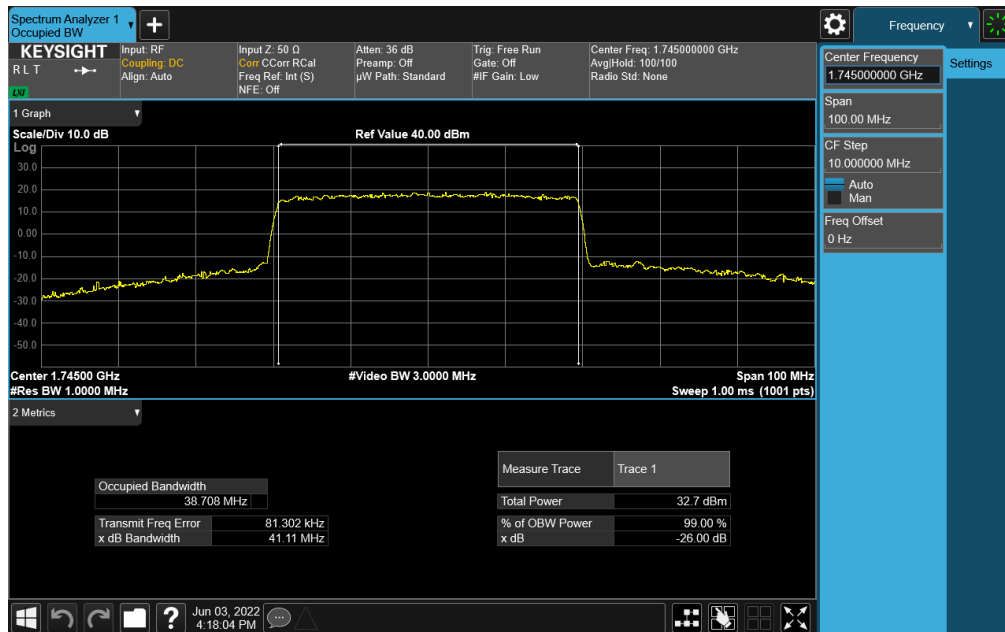 Spectrum Analyzer 1
Occupied BW
Frequency
KEYSIGHT
R L T
LXI
Input: RF
Coupling: DC
Align: Auto
Input Z: 50 Ω
Corr CCorr RCal
Freq Ref: Int (S)
NFE: Off
Atten: 36 dB
Preamp: Off
µW Path: Standard
Trig: Free Run
Gate: Off
#IF Gain: Low
Center Freq: 1.745000000 GHz
Avg|Hold: 100/100
Radio Std: None
Center Frequency
1.745000000 GHz
Settings
Span
100.00 MHz
CF Step
10.000000 MHz
Auto
Man
Freq Offset
0 Hz
1 Graph
Scale/Div 10.0 dB
Ref Value 40.00 dBm
Log
30.0
20.0
10.0
0.00
-10.0
-20.0
-30.0
-40.0
-50.0
Center 1.74500 GHz
#Video BW 3.0000 MHz
Span 100 MHz
#Res BW 1.0000 MHz
Sweep 1.00 ms (1001 pts)
2 Metrics
Measure Trace Trace 1
Occupied Bandwidth
38.708 MHz
Total Power 32.7 dBm
Transmit Freq Error 81.302 kHz
% of OBW Power 99.00 %
x dB Bandwidth 41.11 MHz
x dB -26.00 dB
Jun 03, 2022
4:18:04 PM